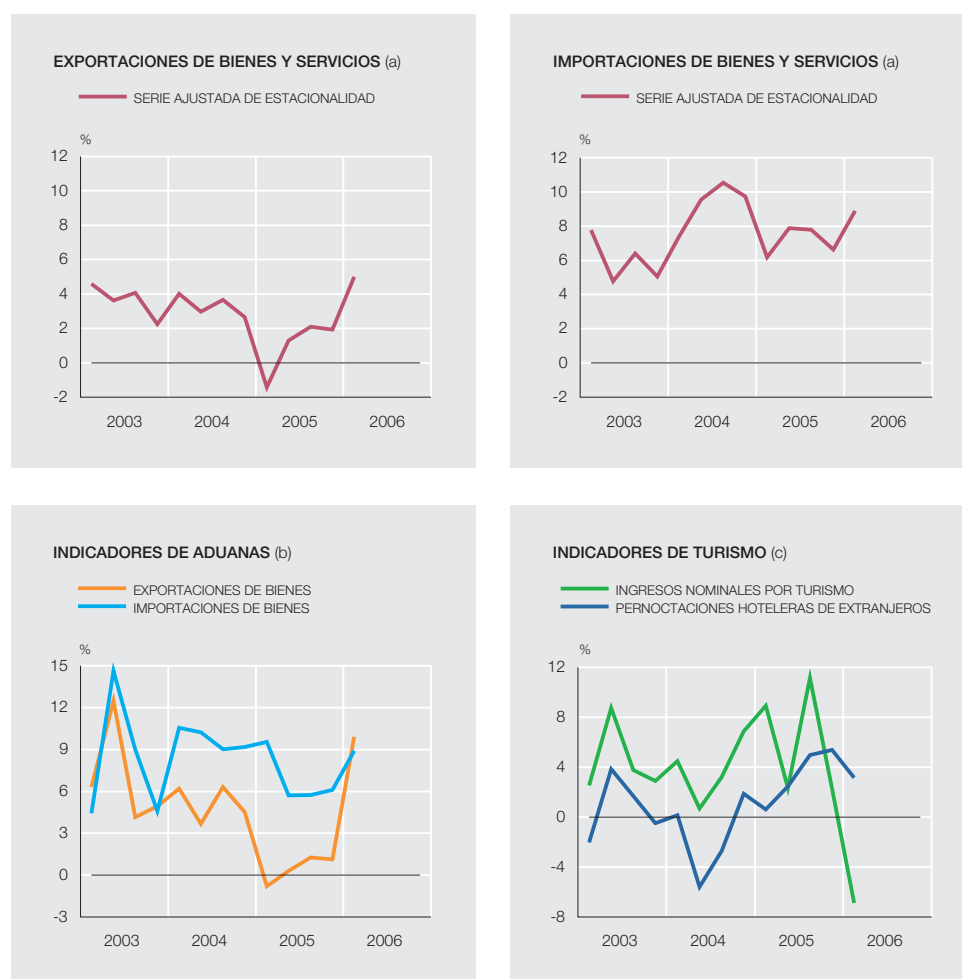 EXPORTACIONES DE BIENES Y SERVICIOS (a)
SERIE AJUSTADA DE ESTACIONALIDAD
%
12
10
8
6
4
2
0
-2
2003 2004 2005 2006
IMPORTACIONES DE BIENES Y SERVICIOS (a)
SERIE AJUSTADA DE ESTACIONALIDAD
%
12
10
8
6
4
2
0
-2
2003 2004 2005 2006
INDICADORES DE ADUANAS (b)
EXPORTACIONES DE BIENES
IMPORTACIONES DE BIENES
%
15
12
9
6
3
0
-3
2003 2004 2005 2006
INDICADORES DE TURISMO (c)
INGRESOS NOMINALES POR TURISMO
PERNOCTACIONES HOTELERAS DE EXTRANJEROS
%
12
8
4
0
-4
-8
2003 2004 2005 2006